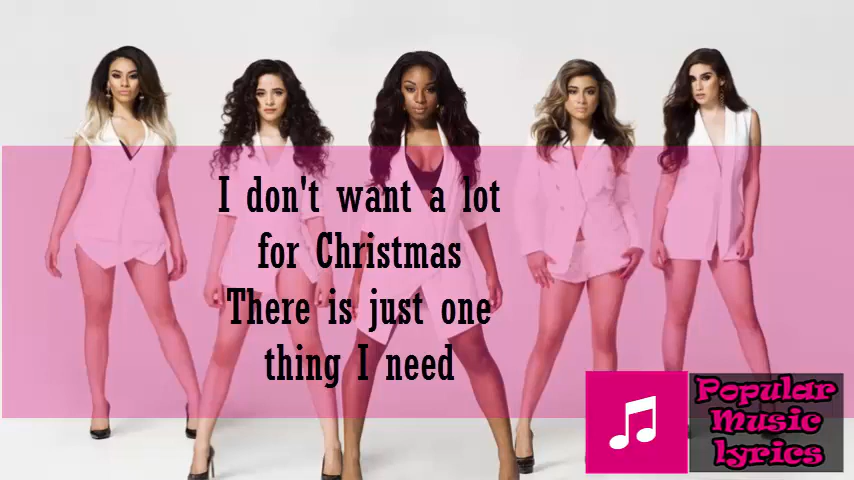 I don't want a lot
for Christmas
There is just one
thing I need
Popular
Music
lyrics